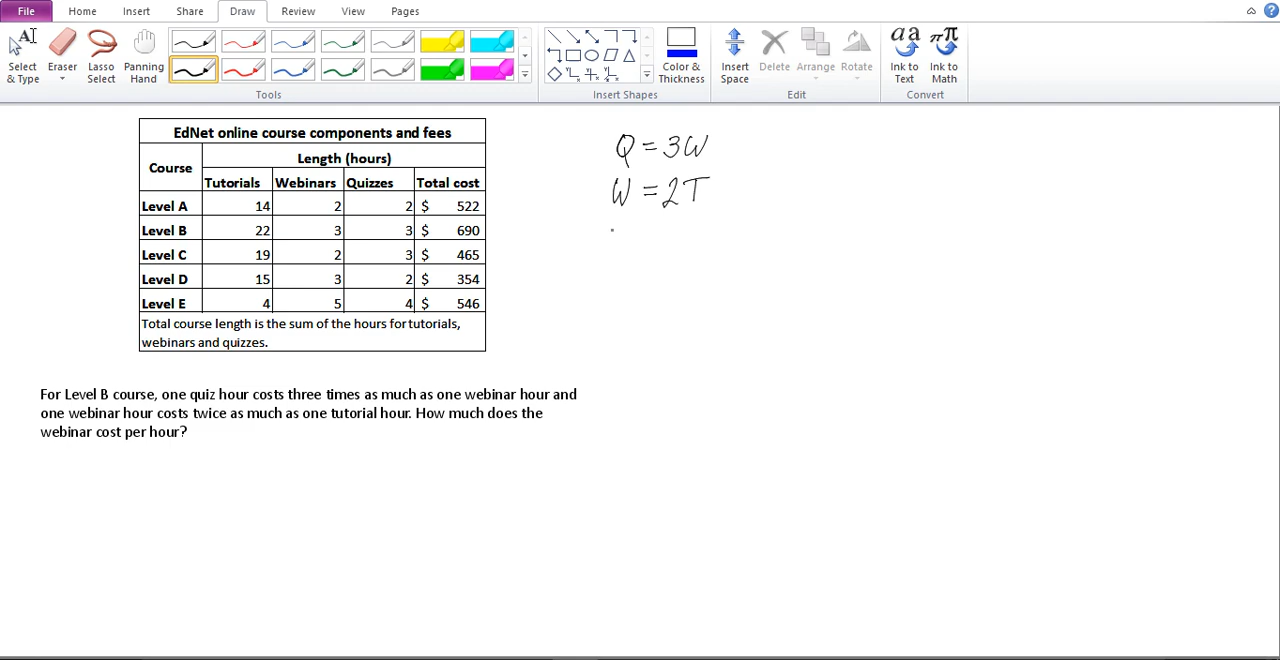 File Home Insert Share Draw Review View Pages
Select & Type Eraser Lasso Select Panning Hand Color & Thickness Insert Space Delete Arrange Rotate Ink to Text Ink to Math
Tools Insert Shapes Edit Convert
EdNet online course components and fees
Course Length (hours)
Tutorials Webinars Quizzes Total cost
Level A 14 2 2 $ 522
Level B 22 3 3 $ 690
Level C 19 2 3 $ 465
Level D 15 3 2 $ 354
Level E 4 5 4 $ 546
Total course length is the sum of the hours for tutorials,
webinars and quizzes.
Q = 3W
W = 2T
For Level B course, one quiz hour costs three times as much as one webinar hour and
one webinar hour costs twice as much as one tutorial hour. How much does the
webinar cost per hour?